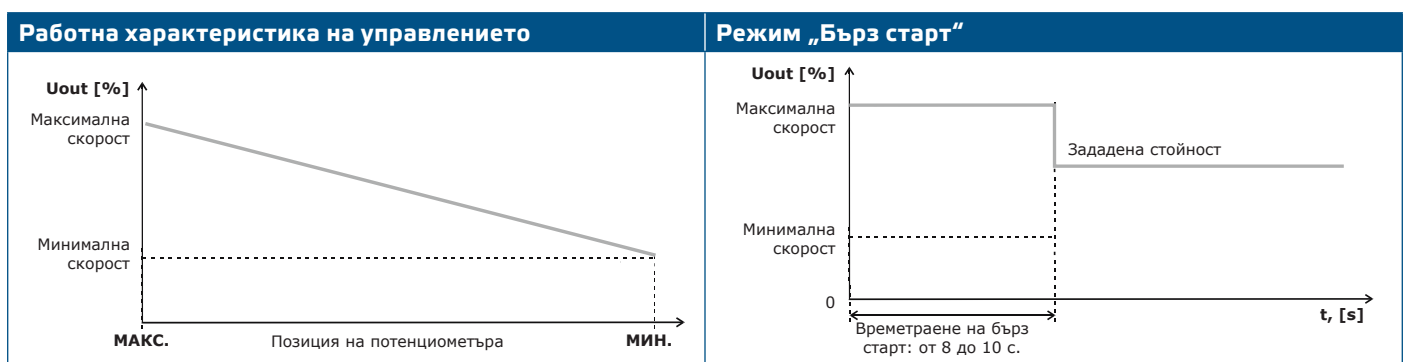 Работна характеристика на управлението
Uout [%]
Максимална
скорост
Минимална
скорост
МАКС.
Позиция на потенциометъра
МИН.
Режим „Бърз старт“
Uout [%]
Максимална
скорост
Зададена стойност
Минимална
скорост
0
t, [s]
Времетраене на бърз
старт: от 8 до 10 с.